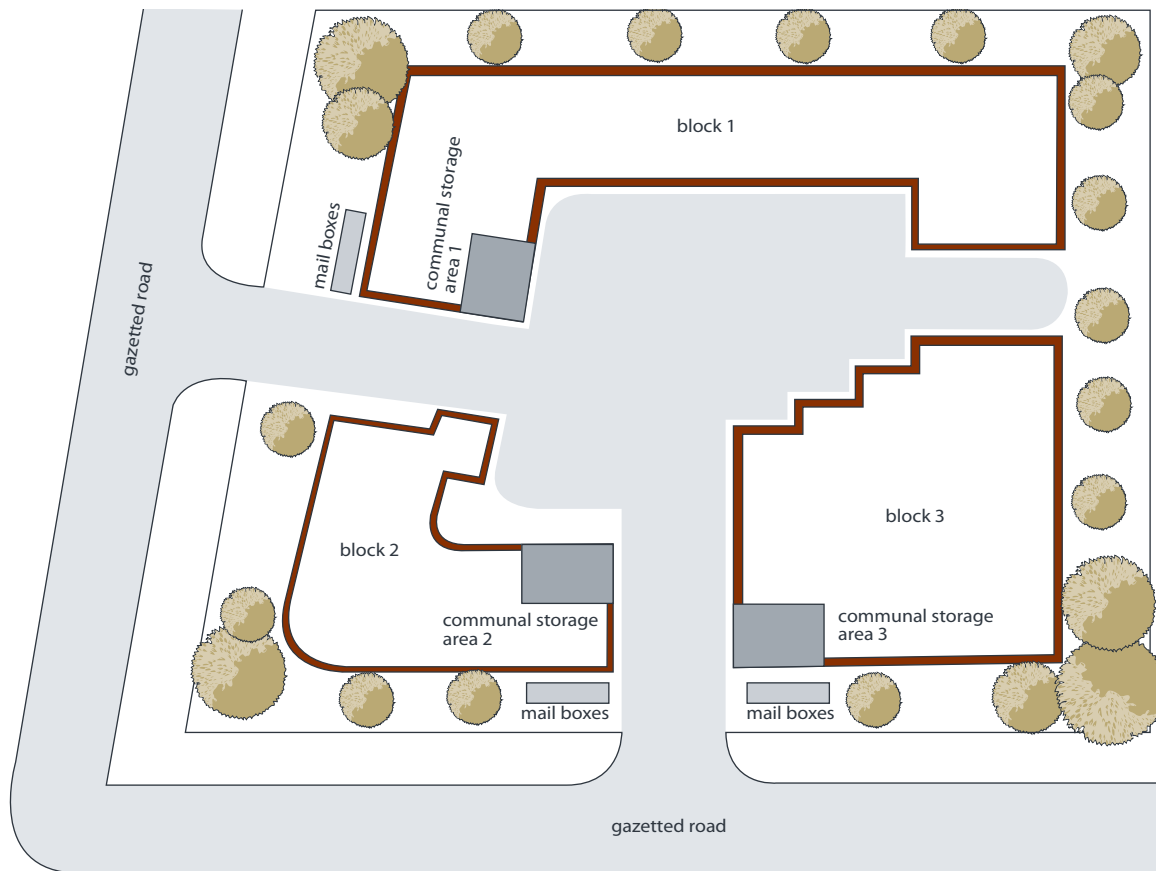 block 1
communal storage
area 1
mail boxes
gazetted road
block 2
block 3
communal storage
area 2
communal storage
area 3
mail boxes
mail boxes
gazetted road